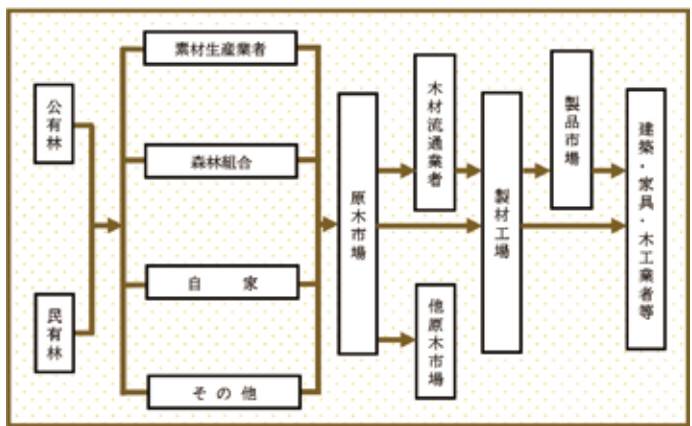 公有林
民有林
素材生産業者
森林組合
自 家
その他
原木市場
木材流通業者
他原木市場
製材工場
製品市場
建築・家具・木工業者等